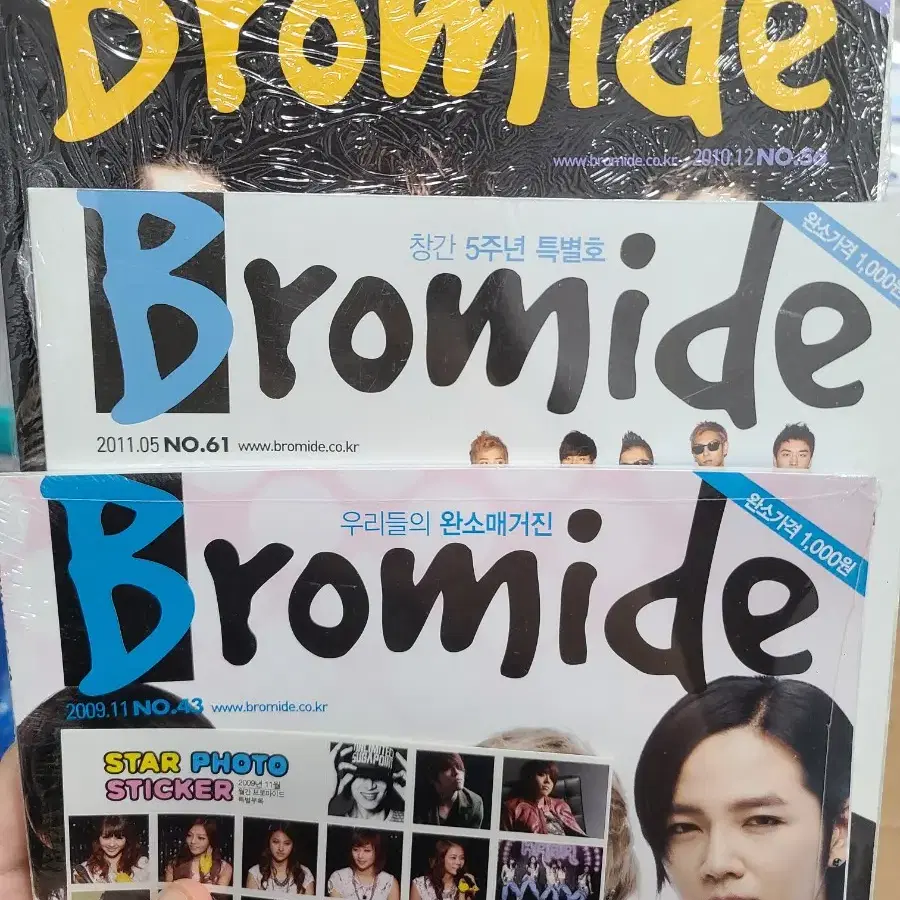 Bromide
www.bromide.co.kr 2010.12 NO.56
창간 5주년 특별호
완소가격 1,000원
Bromide
2011.05 NO.61 www.bromide.co.kr
우리들의 완소매거진
완소가격 1,000원
Bromide
2009.11 NO.43 www.bromide.co.kr
STAR PHOTO
STICKER
2009년 11월
월간 브로마이드
특별부록